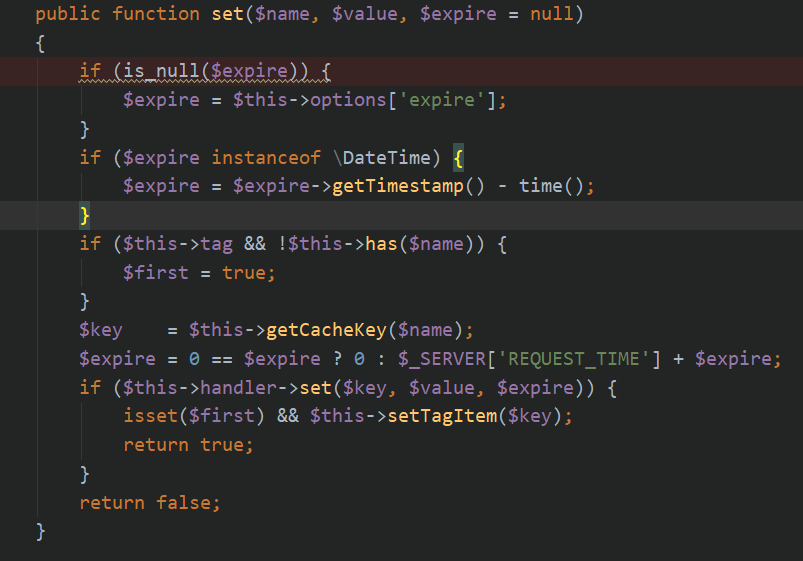 public function set($name, $value, $expire = null)
{
    if (is_null($expire)) {
        $expire = $this->options['expire'];
    }
    if ($expire instanceof \DateTime) {
        $expire = $expire->getTimestamp() - time();
    }
    if ($this->tag && !$this->has($name)) {
        $first = true;
    }
    $key    = $this->getCacheKey($name);
    $expire = 0 == $expire ? 0 : $_SERVER['REQUEST_TIME'] + $expire;
    if ($this->handler->set($key, $value, $expire)) {
        isset($first) && $this->setTagItem($key);
        return true;
    }
    return false;
}